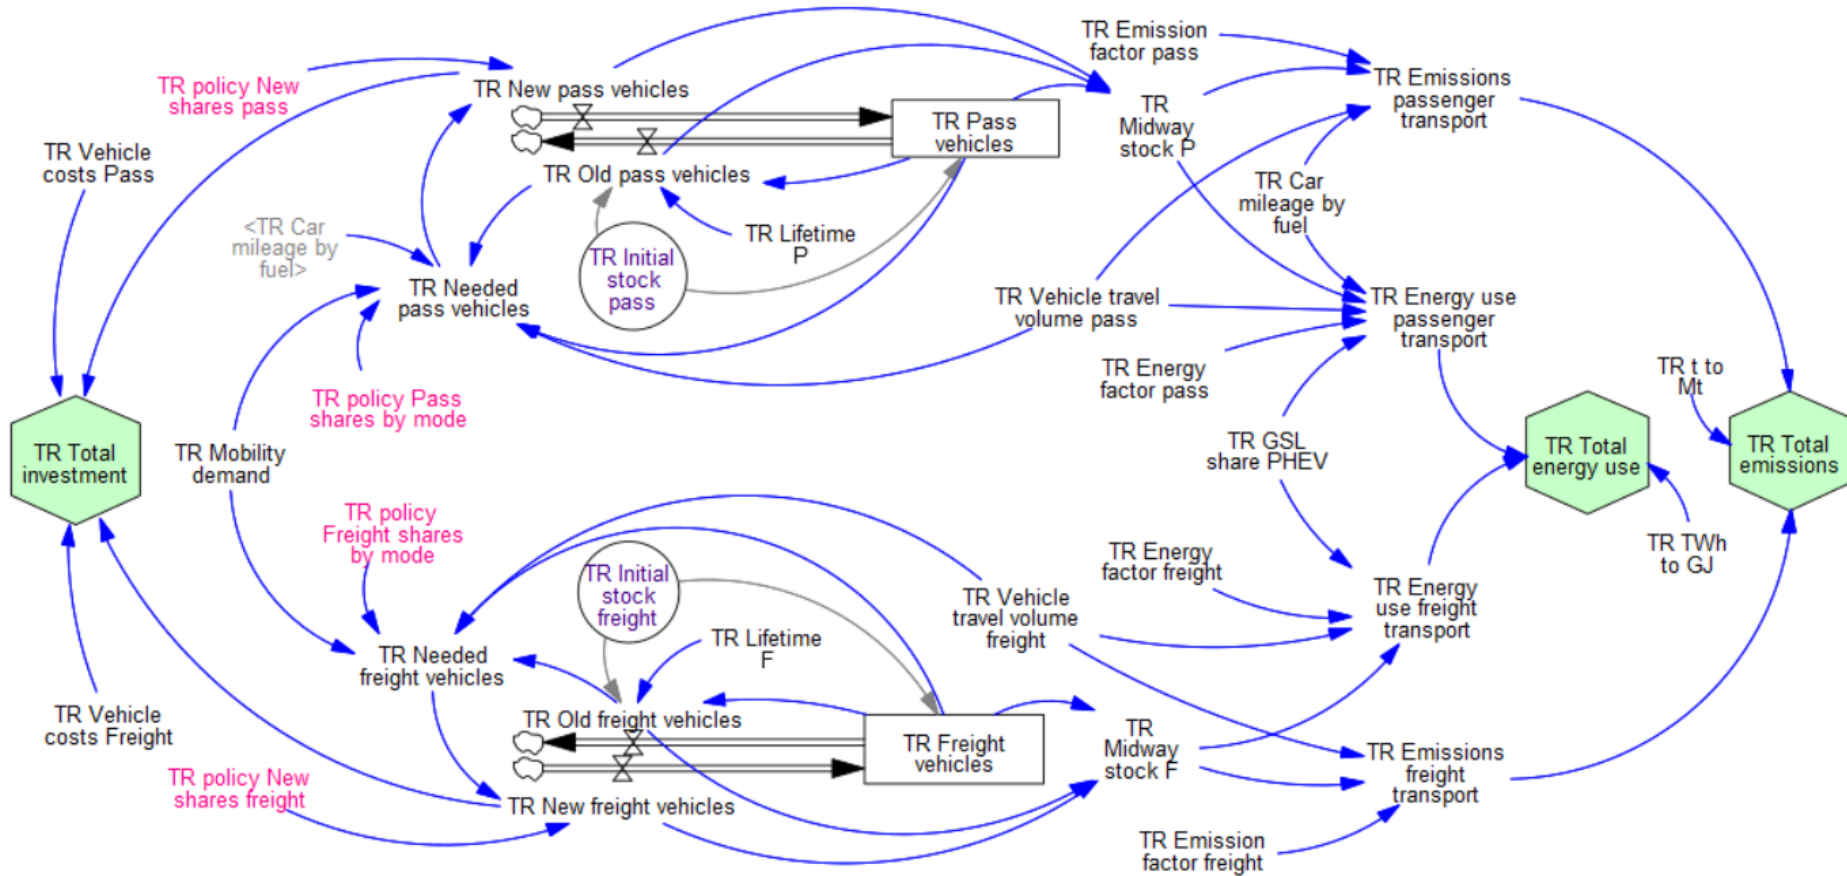 TR Emission
factor pass
TR policy New
shares pass
TR New pass vehicles
TR Emissions
passenger
transport
TR
Midway
stock P
TR Pass
vehicles
TR Vehicle
costs Pass
TR Old pass vehicles
TR Car
mileage by
fuel
<TR Car
mileage by
fuel>
TR Lifetime
P
TR Initial
stock
pass
TR Needed
pass vehicles
TR Vehicle travel
volume pass
TR Energy use
passenger
transport
TR Energy
factor pass
TR t to
Mt
TR policy Pass
shares by mode
TR Total
investment
TR Mobility
demand
TR GSL
share PHEV
TR Total
energy use
TR Total
emissions
TR policy
Freight shares
by mode
TR TWh
to GJ
TR Energy
factor freight
TR Initial
stock
freight
TR Vehicle
travel volume
freight
TR Energy
use freight
transport
TR Lifetime
F
TR Needed
freight vehicles
TR Vehicle
costs Freight
TR Old freight vehicles
TR Freight
vehicles
TR
Midway
stock F
TR Emissions
freight
transport
TR policy New
shares freight
TR New freight vehicles
TR Emission
factor freight